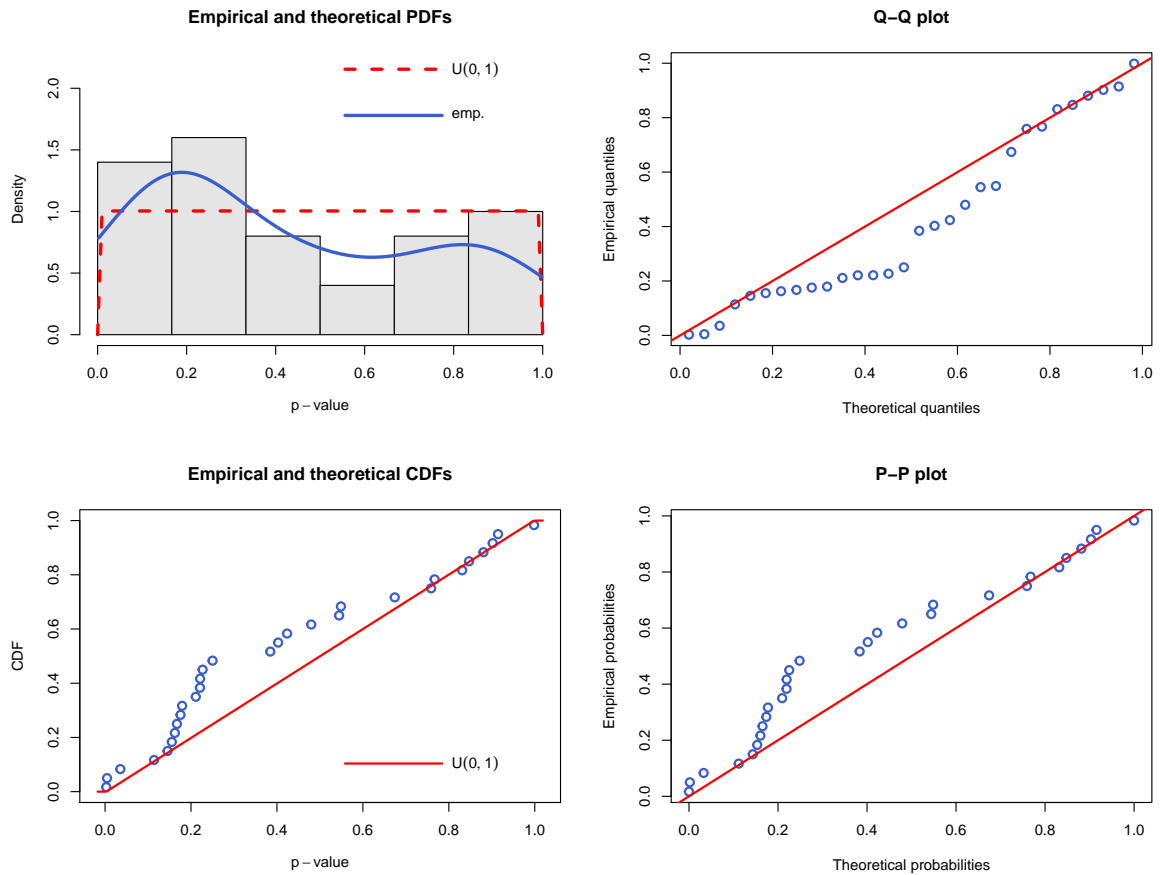 Empirical and theoretical PDFs
U(0, 1)
emp.
Density
0.0 0.5 1.0 1.5 2.0
0.0 0.2 0.4 0.6 0.8 1.0
p−value
Q−Q plot
Empirical quantiles
0.0 0.2 0.4 0.6 0.8 1.0
0.0 0.2 0.4 0.6 0.8 1.0
Theoretical quantiles
Empirical and theoretical CDFs
CDF
0.0 0.2 0.4 0.6 0.8 1.0
U(0, 1)
0.0 0.2 0.4 0.6 0.8 1.0
p−value
P−P plot
Empirical probabilities
0.0 0.2 0.4 0.6 0.8 1.0
0.0 0.2 0.4 0.6 0.8 1.0
Theoretical probabilities